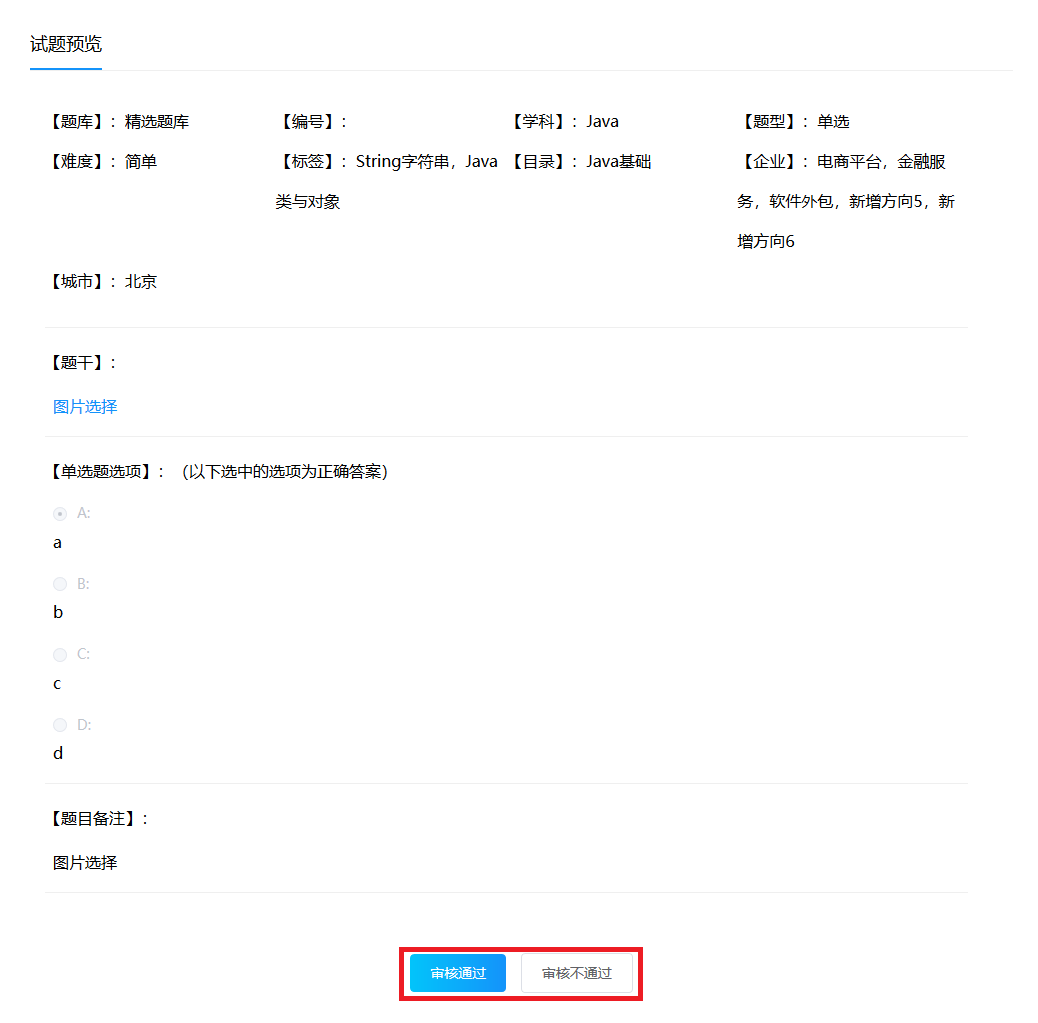 试题预览
【题库】：精选题库 【编号】： 【学科】：Java 【题型】：单选
【难度】：简单 【标签】：String字符串，Java 【目录】：Java基础 【企业】：电商平台，金融服
类与对象 务，软件外包，新增方向5，新
增方向6
【城市】：北京
【题干】：
图片选择
【单选题选项】：（以下选中的选项为正确答案）
A:
a
B:
b
C:
c
D:
d
【题目备注】：
图片选择
审核通过 审核不通过